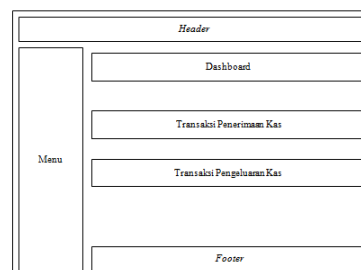 Header
Dashboard
Transaksi Penerimaan Kas
Menu
Transaksi Pengeluaran Kas
Footer